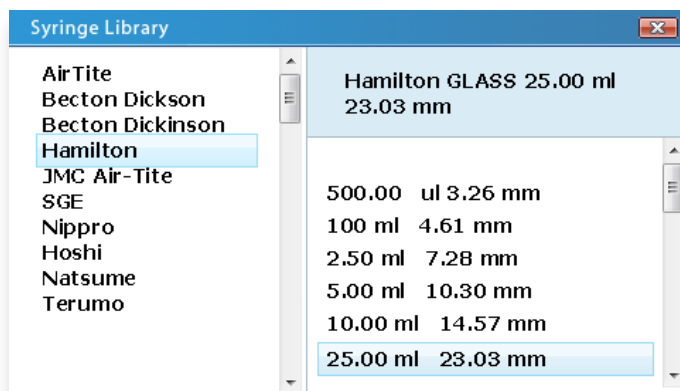 Syringe Library
AirTite
Becton Dickson
Becton Dickinson
Hamilton
JMC Air-Tite
SGE
Nippro
Hoshi
Natsume
Terumo
Hamilton GLASS 25.00 ml
23.03 mm
500.00 ul 3.26 mm
100 ml 4.61 mm
2.50 ml 7.28 mm
5.00 ml 10.30 mm
10.00 ml 14.57 mm
25.00 ml 23.03 mm